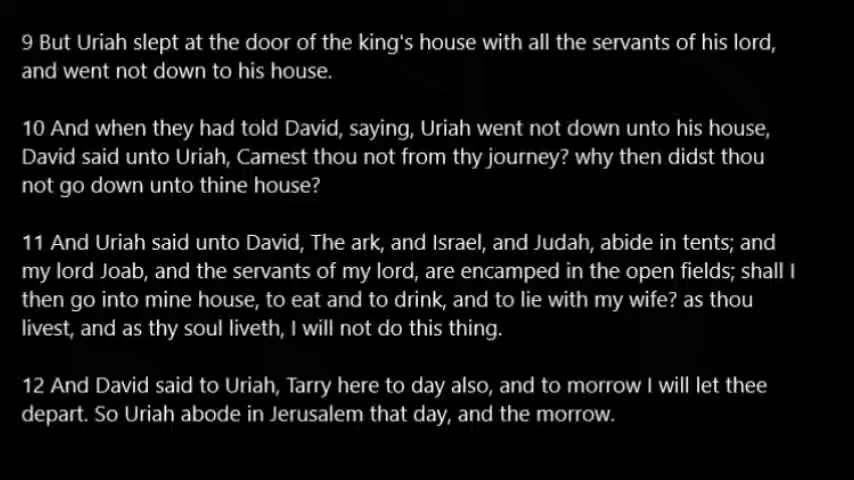 9 But Uriah slept at the door of the king's house with all the servants of his lord,
and went not down to his house.
10 And when they had told David, saying, Uriah went not down unto his house,
David said unto Uriah, Camest thou not from thy journey? why then didst thou
not go down unto thine house?
11 And Uriah said unto David, The ark, and Israel, and Judah, abide in tents; and
my lord Joab, and the servants of my lord, are encamped in the open fields; shall I
then go into mine house, to eat and to drink, and to lie with my wife? as thou
livest, and as thy soul liveth, I will not do this thing.
12 And David said to Uriah, Tarry here to day also, and to morrow I will let thee
depart. So Uriah abode in Jerusalem that day, and the morrow.